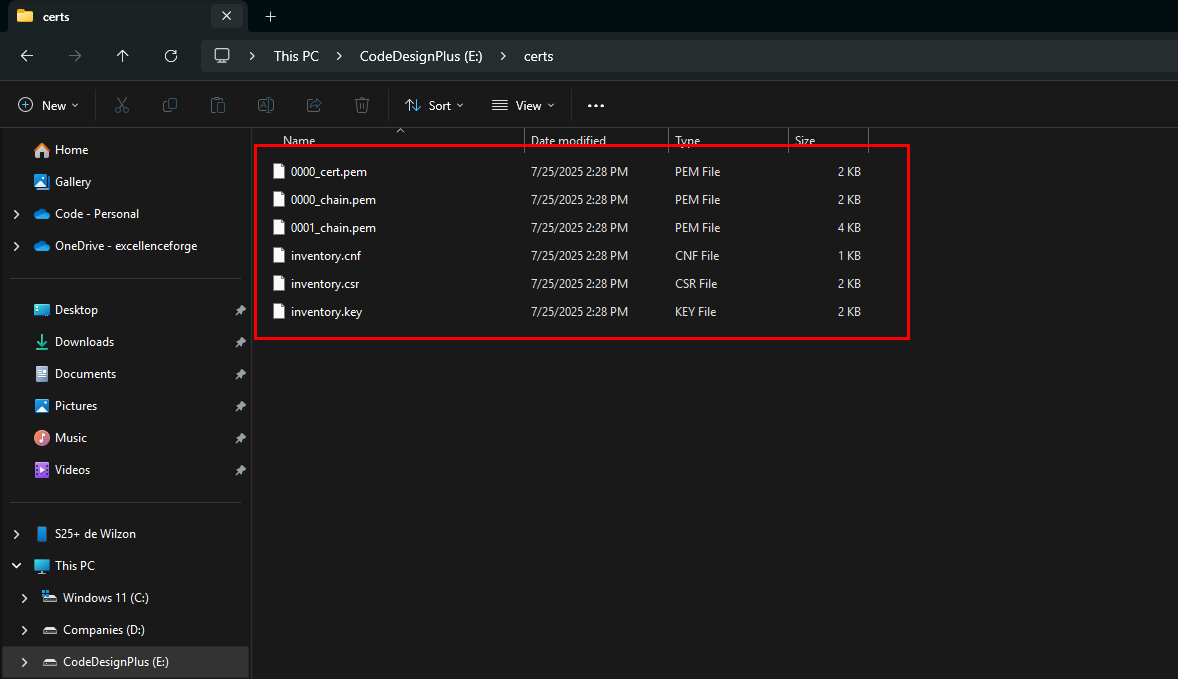 certs
This PC CodeDesignPlus (E:) certs
New Sort View
Name Date modified Type Size
0000_cert.pem 7/25/2025 2:28 PM PEM File 2 KB
0000_chain.pem 7/25/2025 2:28 PM PEM File 2 KB
0001_chain.pem 7/25/2025 2:28 PM PEM File 4 KB
inventory.cnf 7/25/2025 2:28 PM CNF File 1 KB
inventory.csr 7/25/2025 2:28 PM CSR File 2 KB
inventory.key 7/25/2025 2:28 PM KEY File 2 KB
Home
Gallery
Code - Personal
OneDrive - excellenceforge
Desktop
Downloads
Documents
Pictures
Music
Videos
S25+ de Wilzon
This PC
Windows 11 (C:)
Companies (D:)
CodeDesignPlus (E:)